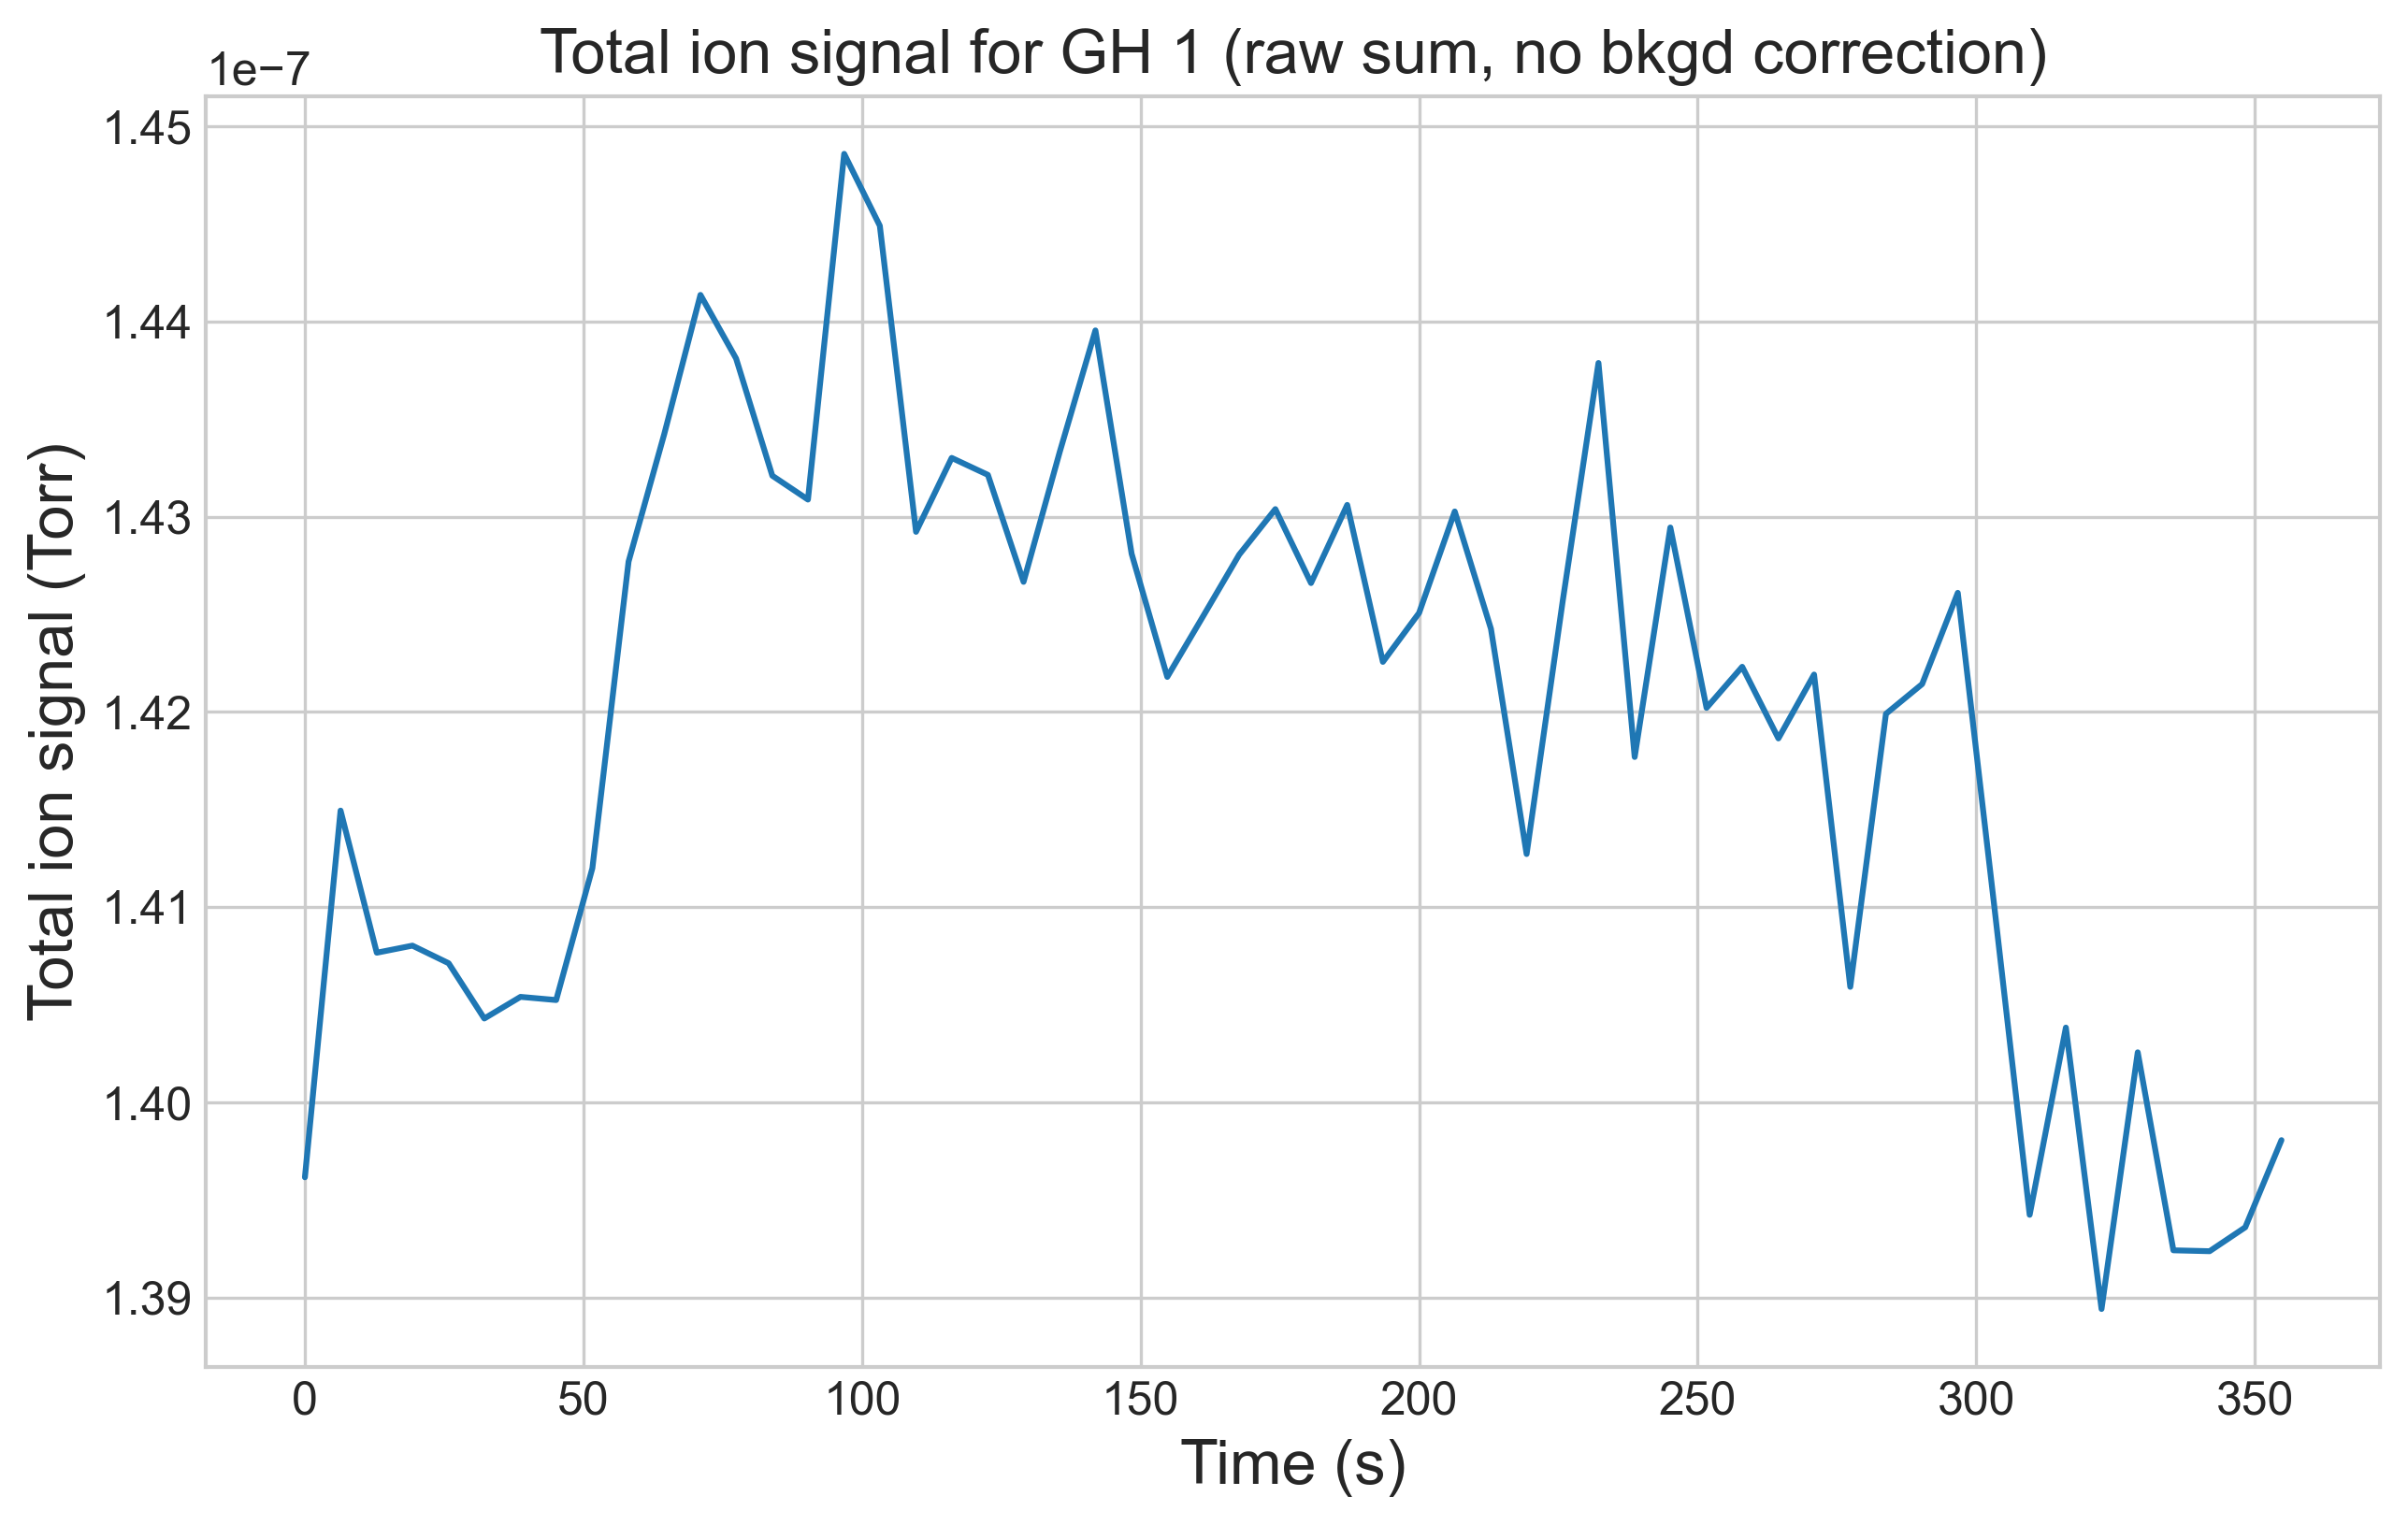 Total ion signal for GH 1 (raw sum, no bkgd correction)
1e−7
1.45
1.44
1.43
1.42
1.41
1.40
1.39
Total ion signal (Torr)
0 50 100 150 200 250 300 350
Time (s)